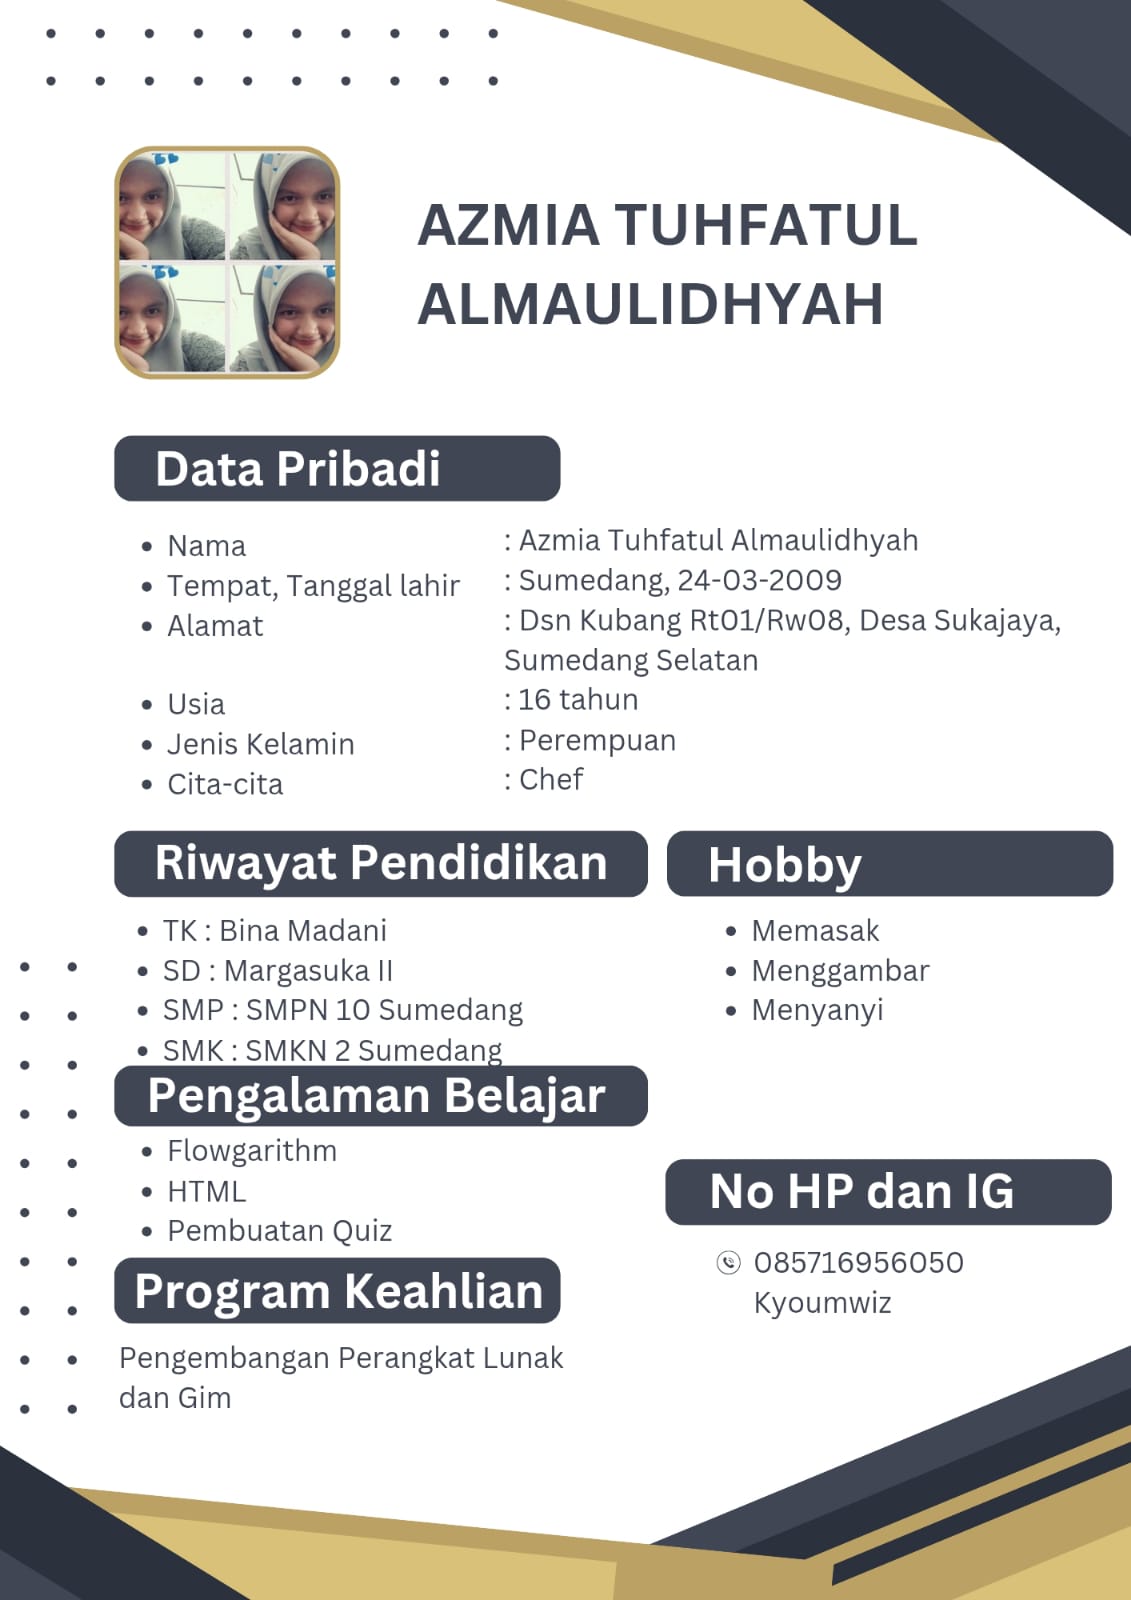 AZMIA TUHFATUL
ALMAULIDHYAH
Data Pribadi
Nama : Azmia Tuhfatul Almaulidhyah
Tempat, Tanggal lahir : Sumedang, 24-03-2009
Alamat : Dsn Kubang Rt01/Rw08, Desa Sukajaya,
Sumedang Selatan
Usia : 16 tahun
Jenis Kelamin : Perempuan
Cita-cita : Chef
Riwayat Pendidikan
TK : Bina Madani
SD : Margasuka II
SMP : SMPN 10 Sumedang
SMK : SMKN 2 Sumedang
Hobby
Memasak
Menggambar
Menyanyi
Pengalaman Belajar
Flowgarithm
HTML
Pembuatan Quiz
No HP dan IG
085716956050
Kyoumwiz
Program Keahlian
Pengembangan Perangkat Lunak
dan Gim